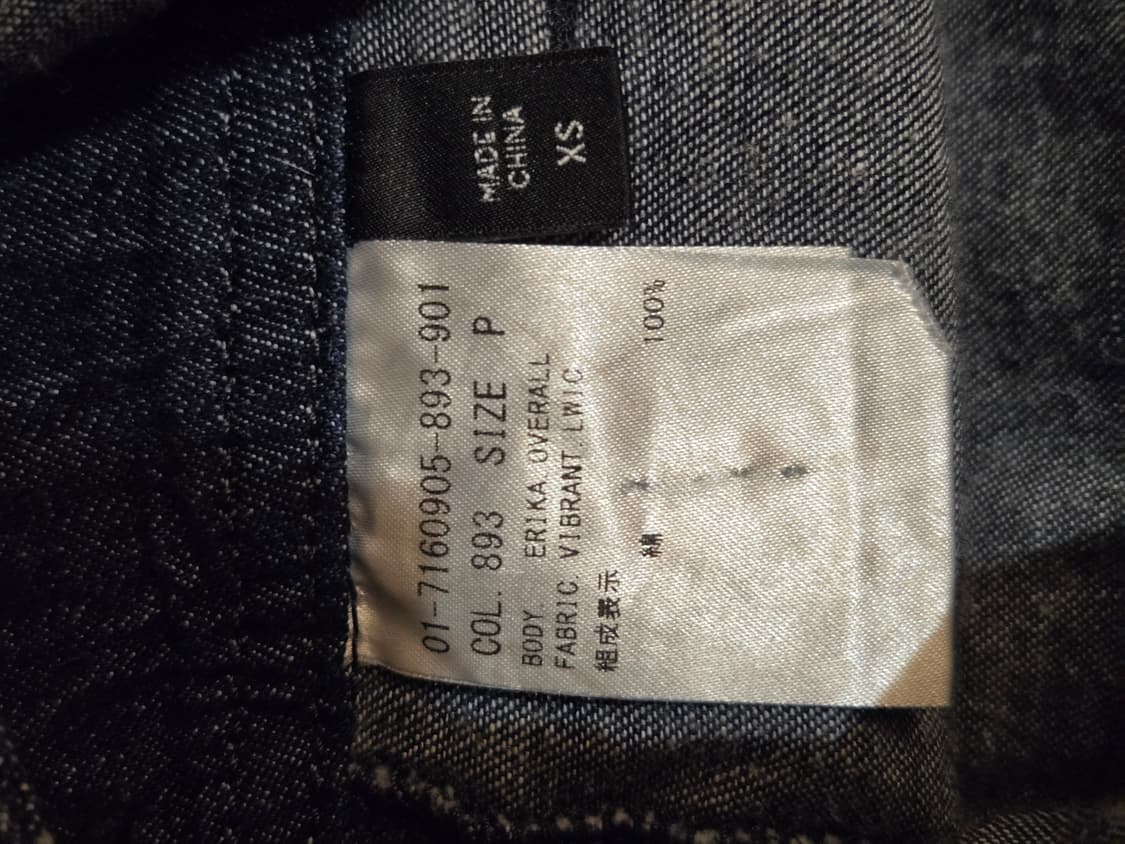 MADE IN
CHINA
XS
01-7160905-893-901
COL. 893 SIZE P
BODY. ERIKA.OVERALL
FABRIC. VIBRANT.LWIC
組成表示
綿 100%